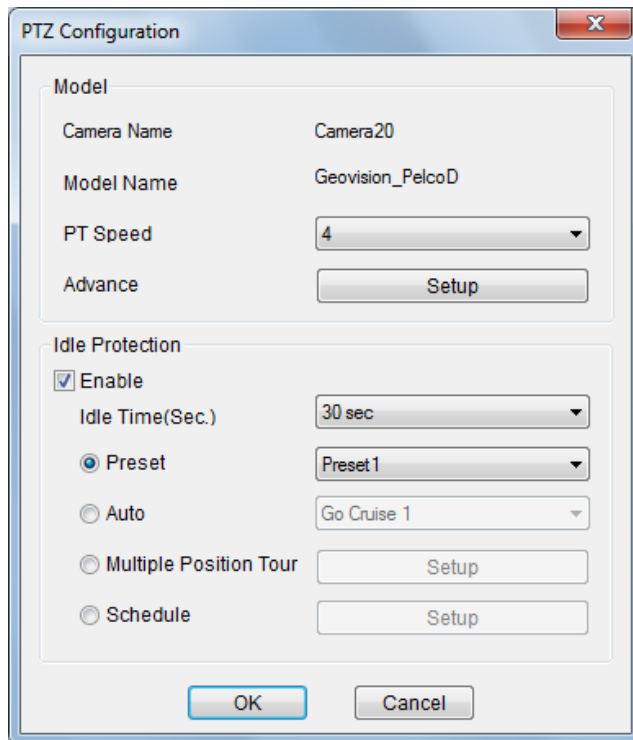 PTZ Configuration
Model
Camera Name Camera20
Model Name Geovision_PelcoD
PT Speed 4
Advance Setup
Idle Protection
Enable
Idle Time(Sec.) 30 sec
Preset Preset1
Auto Go Cruise 1
Multiple Position Tour Setup
Schedule Setup
OK Cancel